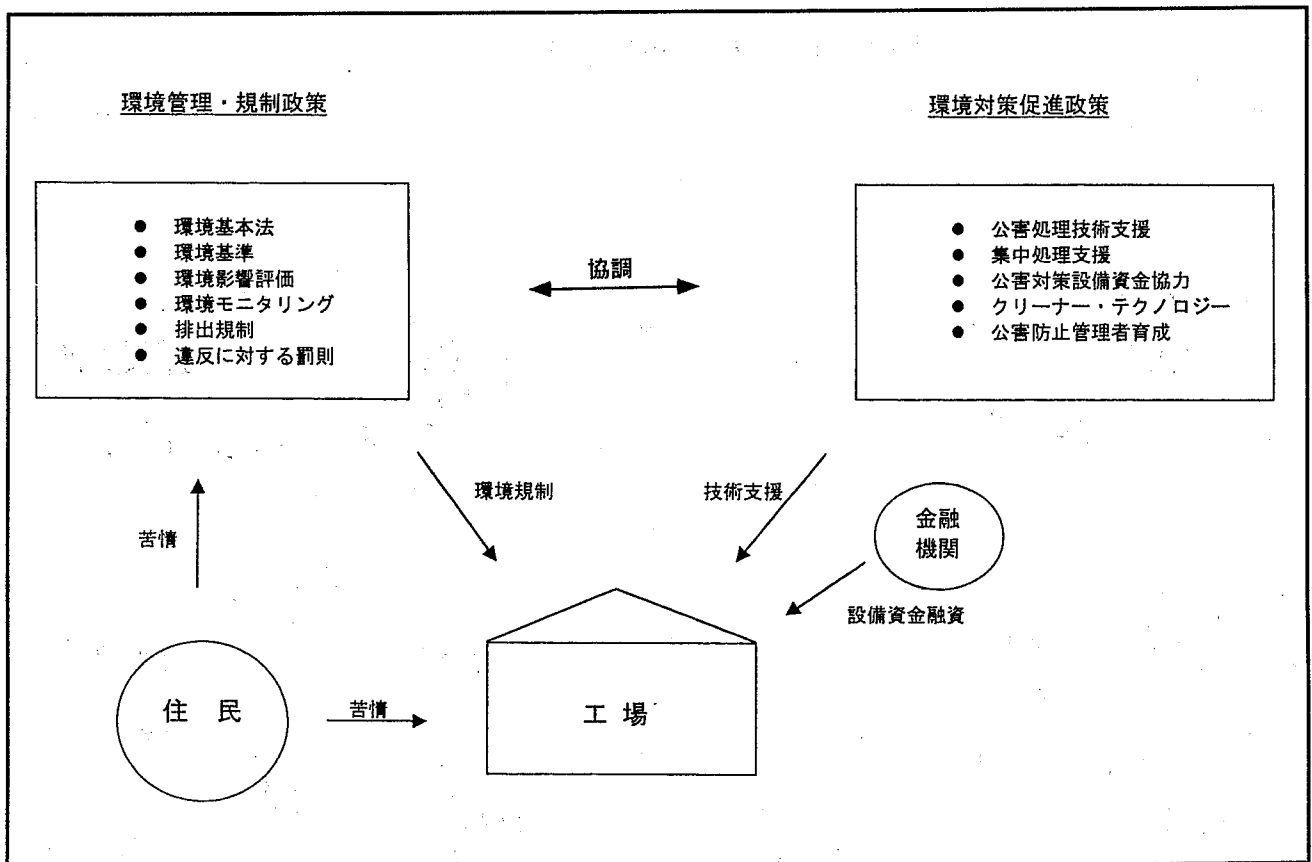 環境管理・規制政策
環境対策促進政策
● 環境基本法
● 環境基準
● 環境影響評価
● 環境モニタリング
● 排出規制
● 違反に対する罰則
協調
● 公害処理技術支援
● 集中処理支援
● 公害対策設備資金協力
● クリーナー・テクノロジー
● 公害防止管理者育成
環境規制
技術支援
苦情
金融
機関
設備資金融資
住 民
苦情
工 場